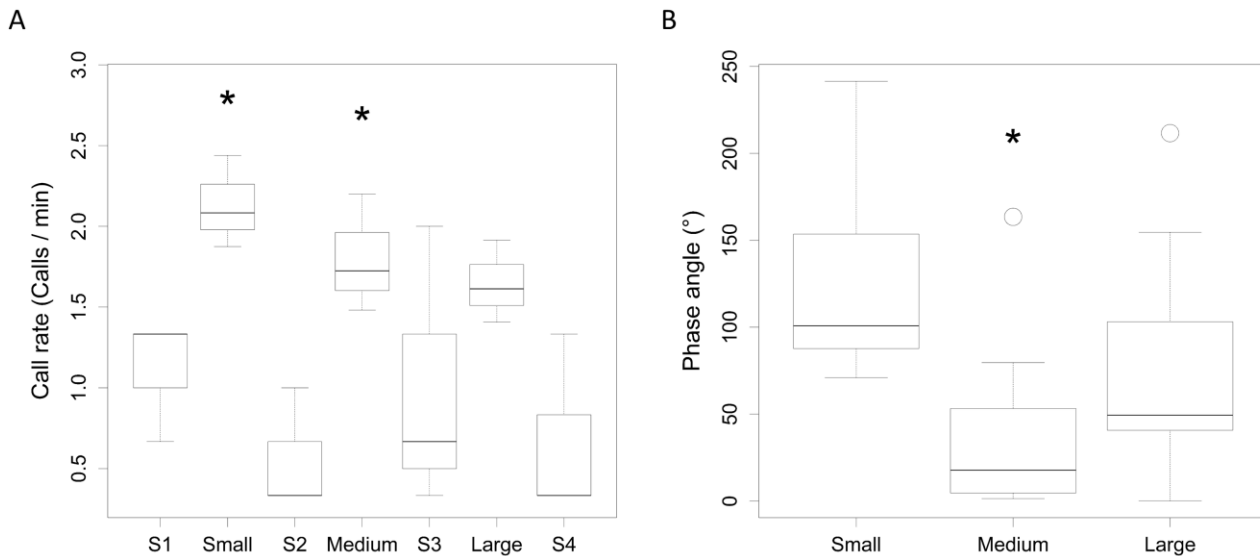 A
B
Call rate (Calls / min)
3.0
2.5
2.0
1.5
1.0
0.5
*
*
S1 Small S2 Medium S3 Large S4
Phase angle (°)
250
200
150
100
50
0
*
Small Medium Large